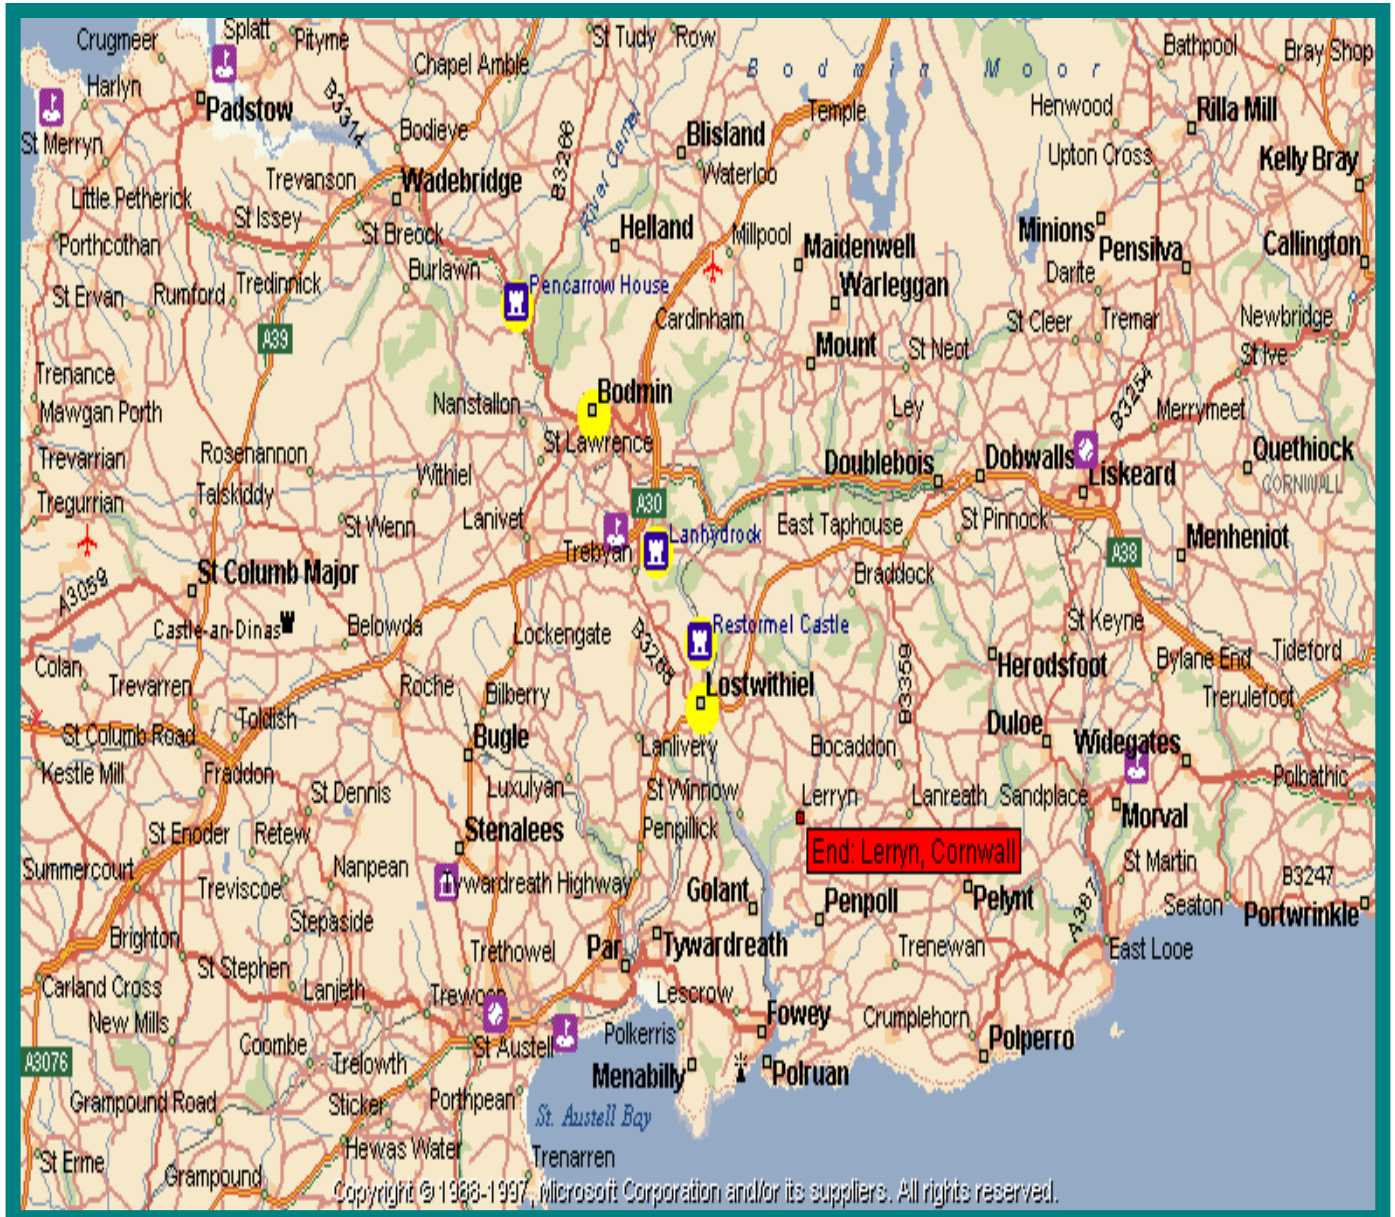 Crugmeer
Splatt
Pityme
St Tudy
Row
Bathpool
Bray Shop
Harlyn
Chapel Amble
Bodmin Moor
Padstow
B3314
Henwood
Rilla Mill
Temple
St Merryn
Bodieve
B3266
River Camel
Blisland
Waterloo
Upton Cross
Kelly Bray
Trevanson
Wadebridge
Little Petherick
St Issey
St Breock
Helland
Millpool
Minions
Pensilva
Callington
Porthcothan
Maidenwell
Burlawn
Tredinnick
Pencarrow House
Warleggan
Darite
St Ervan
Rumford
Cardinham
St Cleer
Tremar
Newbridge
A39
Mount
St Neot
St Ive
Trenance
Bodmin
B3254
Mawgan Porth
Nanstallon
Ley
Merrymeet
St Lawrence
Trevarrian
Rosenannon
Withiel
Doublebois
Dobwalls
Liskeard
Quethiock
CORNWALL
Tregurrian
Talskiddy
A30
St Wenn
Lanivet
Lanhydrock
East Taphouse
St Pinnock
Menheniot
Trebyan
A38
A3059
St Columb Major
Braddock
Castle-an-Dinas
Belowda
Lockengate
B3268
Restormel Castle
St Keyne
Colan
B3359
Herodsfoot
Bylane End
Tideford
Trevarren
Roche
Bilberry
Lostwithiel
Trerulefoot
Toldish
St Columb Road
Bugle
Lanlivery
Bocaddon
Duloe
Widegates
Kestle Mill
Fraddon
St Dennis
Luxulyan
St Winnow
Lerryn
Lanreath
Sandplace
Polbathic
St Enoder
Retew
Stenalees
Penpillick
Morval
End: Lerryn, Cornwall
Summercourt
Nanpean
St Martin
Treviscoe
Tywardreath Highway
Golant
Penpoll
Pelynt
B3247
Seaton
Portwrinkle
Stepaside
A387
Brighton
Trethowel
Par
Tywardreath
Trenewan
East Looe
St Stephen
Carland Cross
Lanjeth
Trewoon
Lescrow
Fowey
Crumplehorn
New Mills
Coombe
St Austell
Polkerris
Polperro
A3076
Trelowth
Menabilly
Polruan
Grampound Road
Sticker
Porthpean
St. Austell Bay
Hewas Water
St Erme
Grampound
Trenarren
Copyright © 1988-1997, Microsoft Corporation and/or its suppliers. All rights reserved.